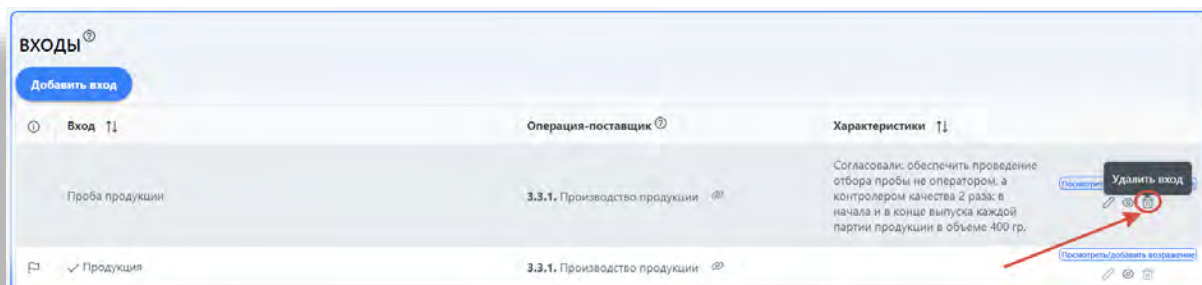 ВХОДЫ ?
Добавить вход
Вход ↑↓ Операция-поставщик ? Характеристики ↑↓
Проба продукции
3.3.1. Производство продукции
Согласовали: обеспечить проведение
отбора пробы не оператором, а
контролером качества 2 раза: в
начала и в конце выпуска каждой
партии продукции в объеме 400 гр.
Удалить вход
✓ Продукция
3.3.1. Производство продукции
Посмотреть/добавить возражение